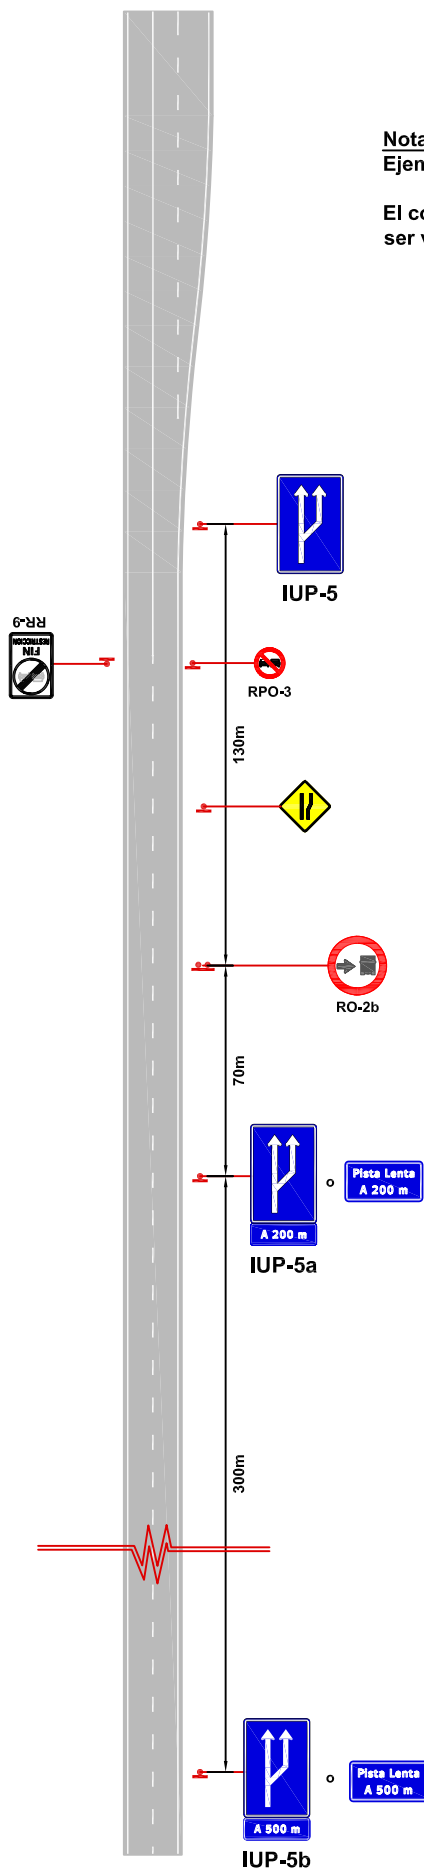 Nota
Ejen
El co
ser v
IUP-5
RR-9
FIN
RESTRICCION
RPO-3
130m
RO-2b
70m
Pista Lenta
A 200 m
o
A 200 m
IUP-5a
300m
Pista Lenta
A 500 m
o
A 500 m
IUP-5b